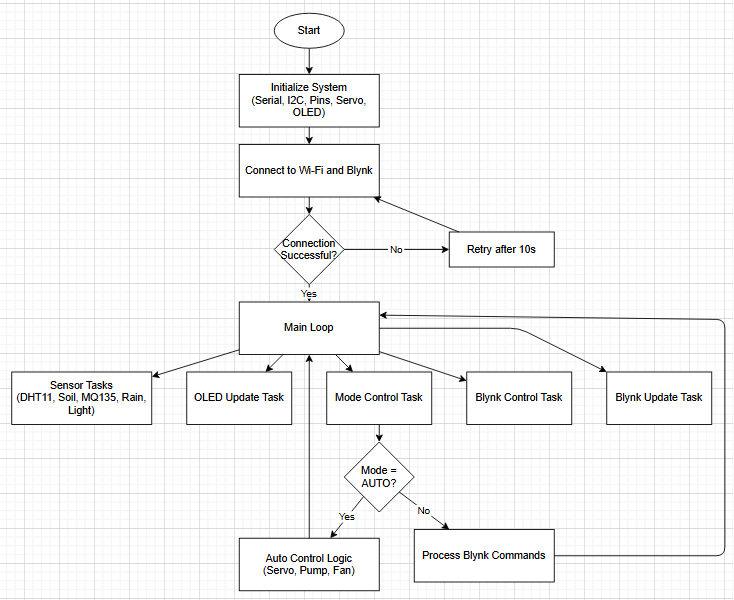 Start
Initialize System
(Serial, I2C, Pins, Servo,
OLED)
Connect to Wi-Fi and Blynk
Connection
Successful?
No
Retry after 10s
Yes
Main Loop
Sensor Tasks
(DHT11, Soil, MQ135, Rain,
Light)
OLED Update Task
Mode Control Task
Blynk Control Task
Blynk Update Task
Mode =
AUTO?
Yes
No
Auto Control Logic
(Servo, Pump, Fan)
Process Blynk Commands